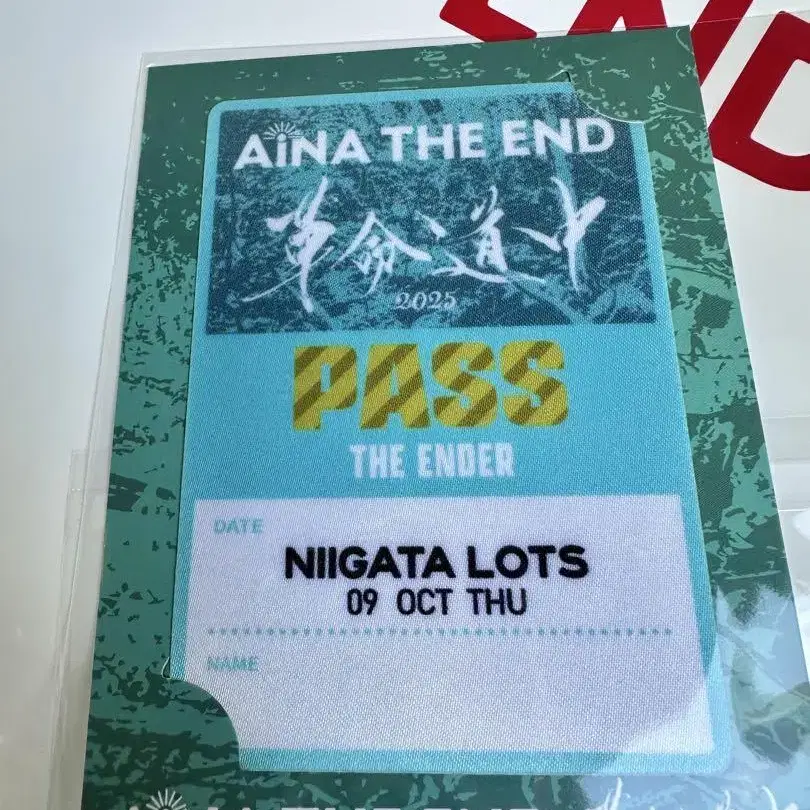 AiNA THE END
革命道中
2025
PASS
THE ENDER
DATE
NIIGATA LOTS
09 OCT THU
NAME